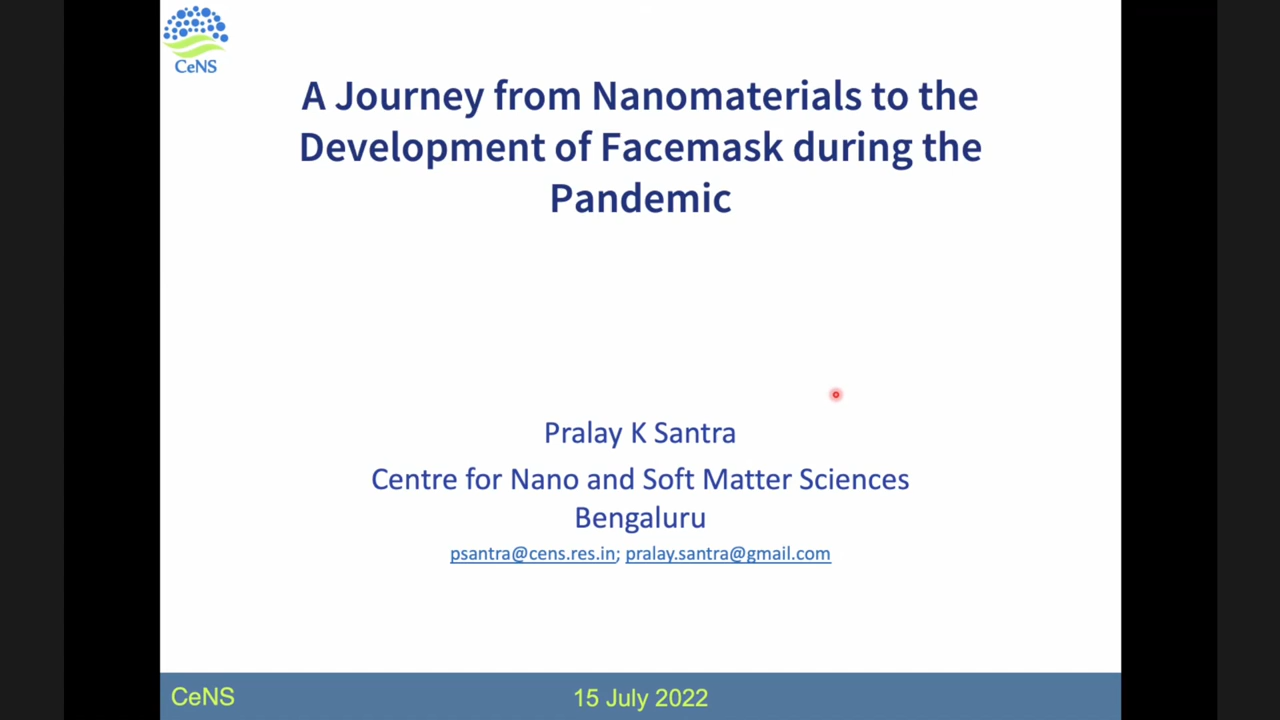 CeNS
A Journey from Nanomaterials to the
Development of Facemask during the
Pandemic
Pralay K Santra
Centre for Nano and Soft Matter Sciences
Bengaluru
psantra@cens.res.in; pralay.santra@gmail.com
CeNS
15 July 2022